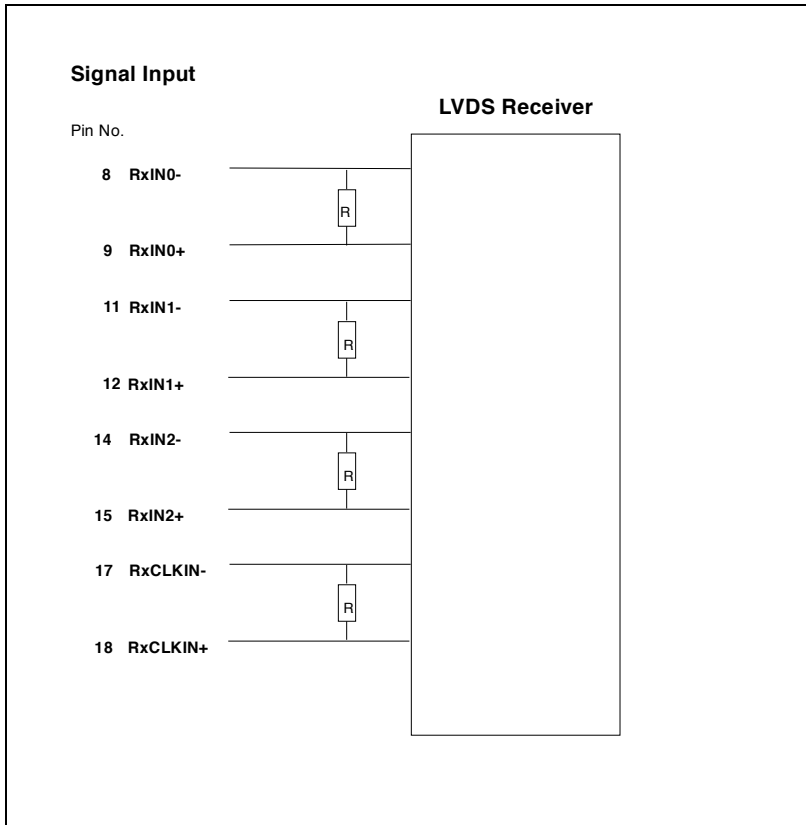 Signal Input
LVDS Receiver
Pin No.
8 RxIN0-
R
9 RxIN0+
11 RxIN1-
R
12 RxIN1+
14 RxIN2-
R
15 RxIN2+
17 RxCLKIN-
R
18 RxCLKIN+